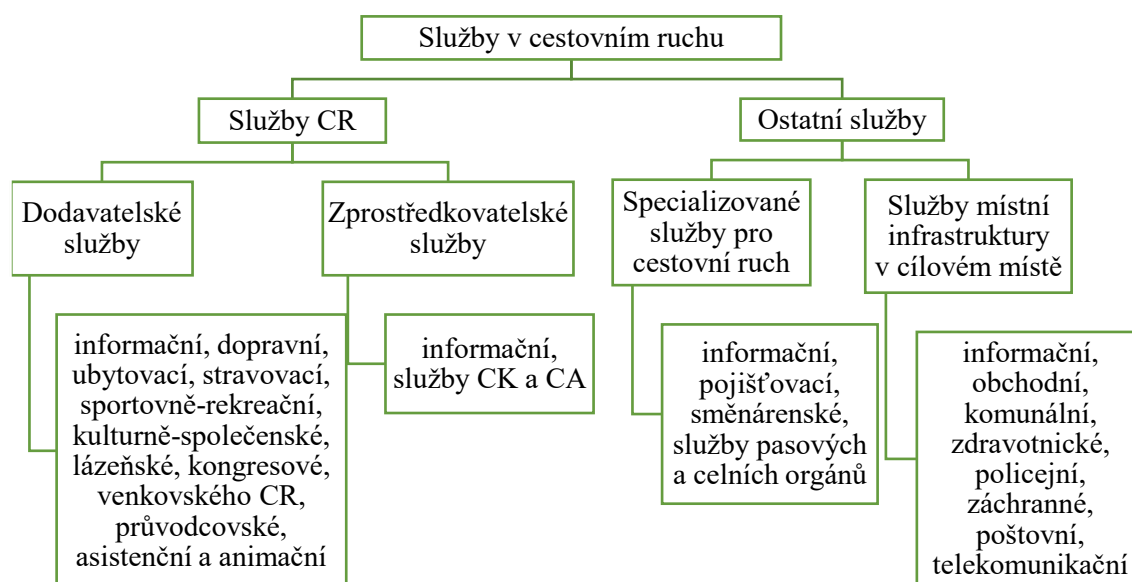 Služby v cestovním ruchu
Služby CR
Ostatní služby
Dodavatelské
služby
Zprostředkovatelské
služby
Specializované
služby pro
cestovní ruch
Služby místní
infrastruktury
v cílovém místě
informační, dopravní,
ubytovací, stravovací,
sportovně-rekreační,
kulturně-společenské,
lázeňské, kongresové,
venkovského CR,
průvodcovské,
asistenční a animační
informační,
služby CK a CA
informační,
pojišťovací,
směnárenské,
služby pasových
a celních orgánů
informační,
obchodní,
komunální,
zdravotnické,
policejní,
záchranné,
poštovní,
telekomunikační